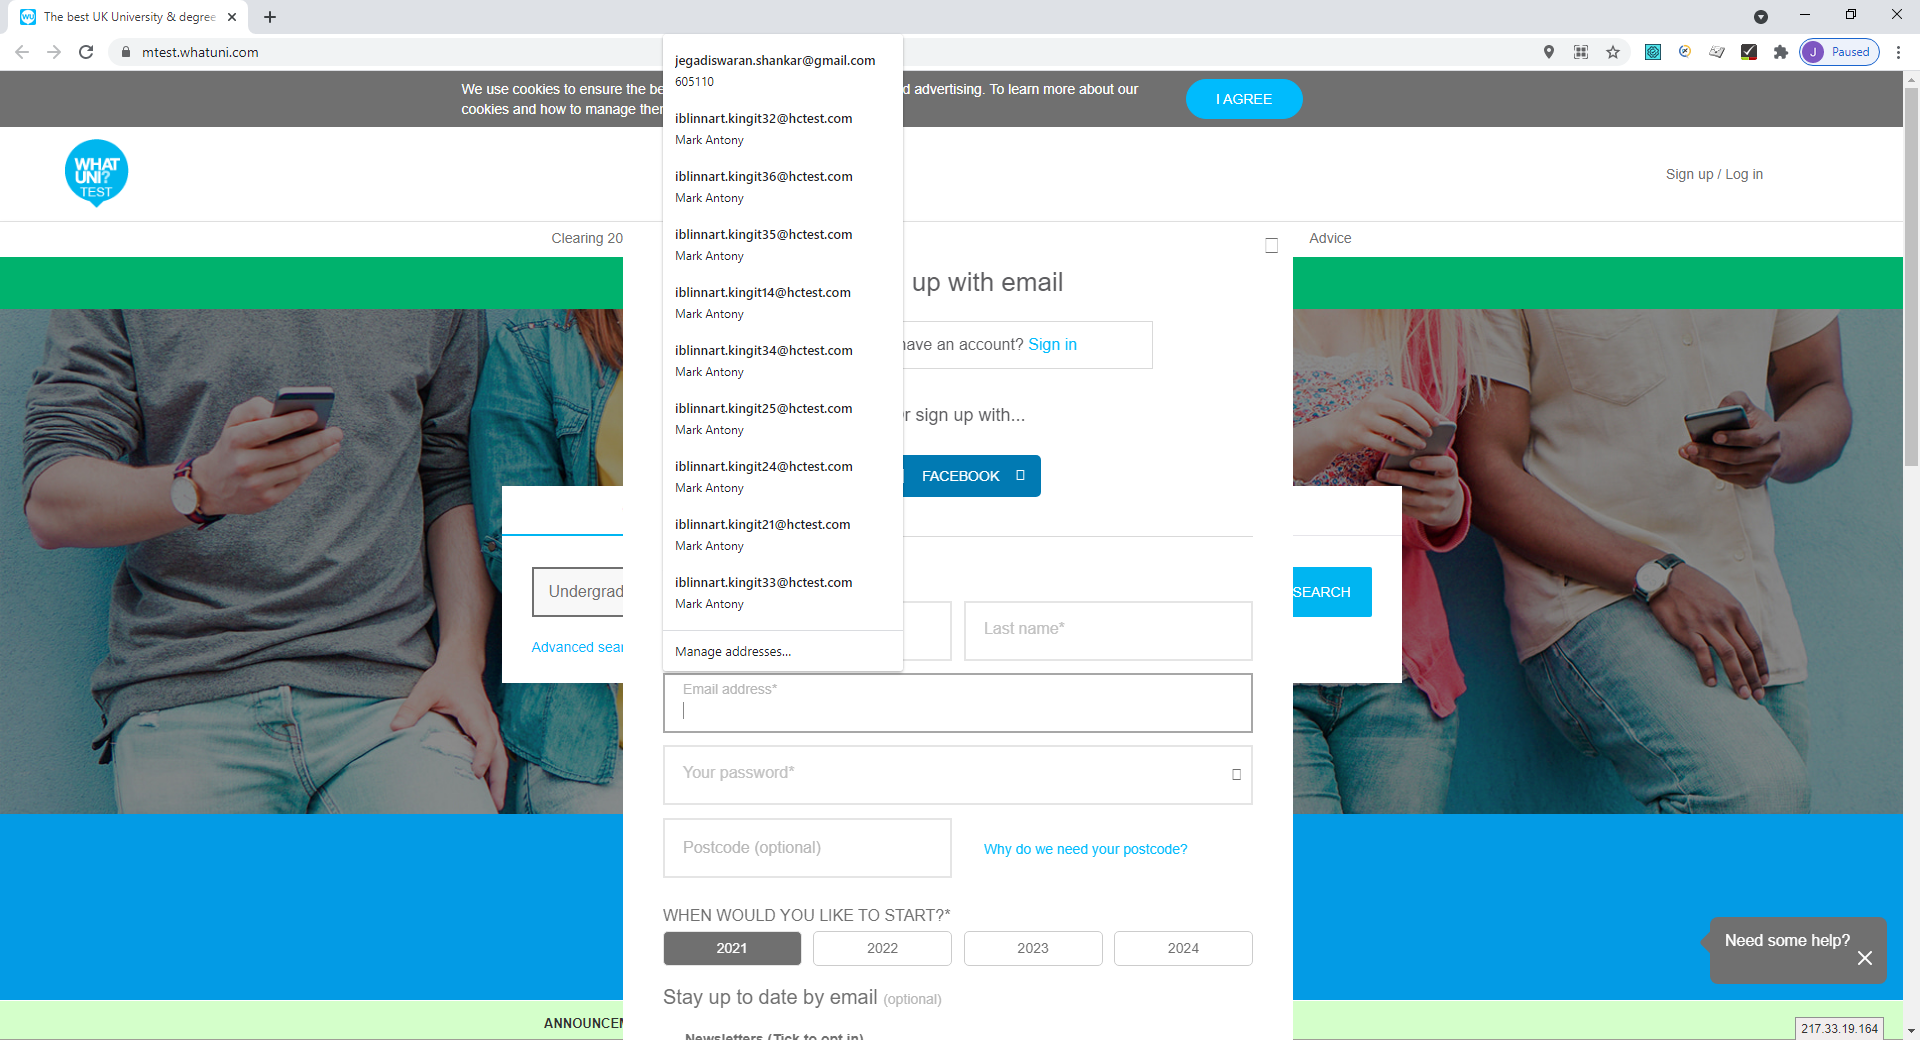 The best UK University & degree
mtest.whatuni.com
J Paused
We use cookies to ensure the be
d advertising. To learn more about our
cookies and how to manage ther
I AGREE
WHAT
UNI?
TEST
Sign up / Log in
Clearing 20
Advice
jegadiswaran.shankar@gmail.com
605110
iblinnart.kingit32@hctest.com
Mark Antony
iblinnart.kingit36@hctest.com
Mark Antony
iblinnart.kingit35@hctest.com
Mark Antony
iblinnart.kingit14@hctest.com
Mark Antony
iblinnart.kingit34@hctest.com
Mark Antony
iblinnart.kingit25@hctest.com
Mark Antony
iblinnart.kingit24@hctest.com
Mark Antony
iblinnart.kingit21@hctest.com
Mark Antony
iblinnart.kingit33@hctest.com
Mark Antony
Manage addresses...
up with email
have an account? Sign in
r sign up with...
FACEBOOK
Undergrad
SEARCH
Advanced sear
Last name*
Email address*
Your password*
Postcode (optional)
Why do we need your postcode?
WHEN WOULD YOU LIKE TO START?*
2021 2022 2023 2024
Stay up to date by email (optional)
Newsletters (Tick to opt in)
Need some help?
ANNOUNCEM
217.33.19.164